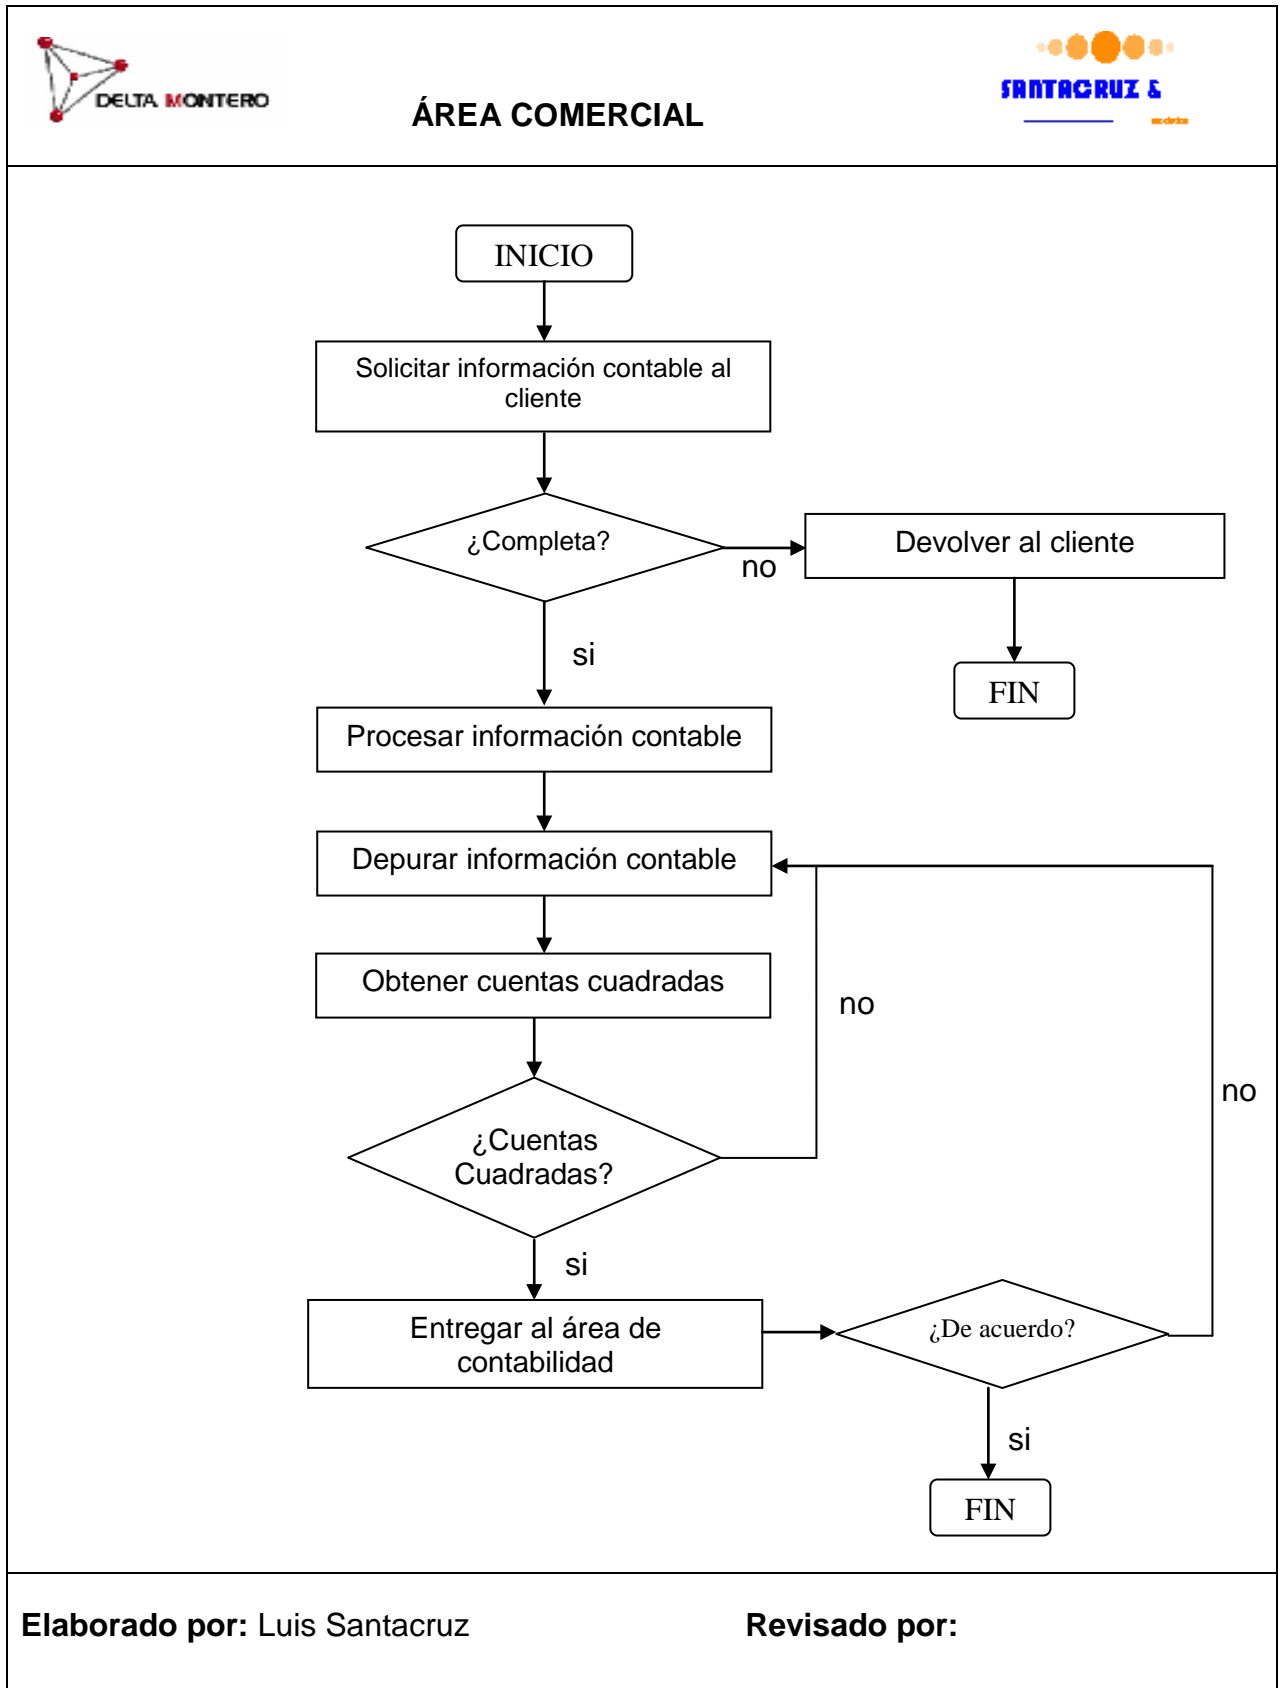 DELTA MONTERO
ÁREA COMERCIAL
SANTACRUZ &
INICIO
Solicitar información contable al
cliente
¿Completa?
no
Devolver al cliente
si
FIN
Procesar información contable
Depurar información contable
Obtener cuentas cuadradas
no
no
¿Cuentas
Cuadradas?
si
Entregar al área de
contabilidad
¿De acuerdo?
si
FIN
Elaborado por: Luis Santacruz
Revisado por: